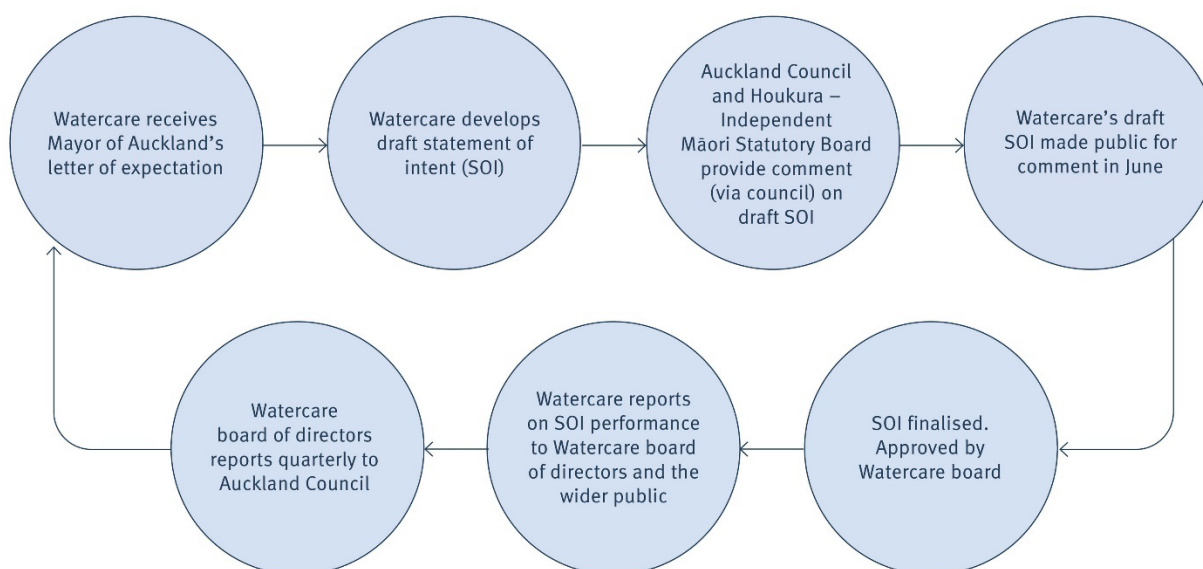 Watercare receives
Mayor of Auckland’s
letter of expectation
Watercare develops
draft statement of
intent (SOI)
Auckland Council
and Houkura –
Independent
Māori Statutory Board
provide comment
(via council) on
draft SOI
Watercare’s draft
SOI made public for
comment in June
SOI finalised.
Approved by
Watercare board
Watercare reports
on SOI performance
to Watercare board
of directors and the
wider public
Watercare
board of directors
reports quarterly to
Auckland Council